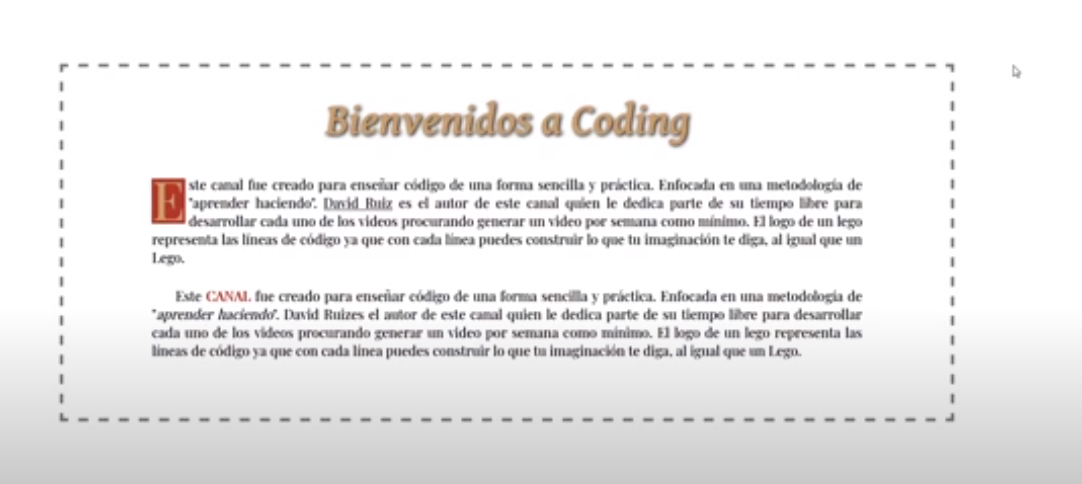 Bienvenidos a Coding
Este canal fue creado para enseñar código de una forma sencilla y práctica. Enfocada en una metodología de
"aprender haciendo". David Ruiz es el autor de este canal quien le dedica parte de su tiempo libre para
desarrollar cada uno de los videos procurando generar un video por semana como mínimo. El logo de un lego
representa las líneas de código ya que con cada línea puedes construir lo que tu imaginación te diga, al igual que un
Lego.
Este CANAL fue creado para enseñar código de una forma sencilla y práctica. Enfocada en una metodología de
"aprender haciendo". David Ruizes el autor de este canal quien le dedica parte de su tiempo libre para desarrollar
cada uno de los videos procurando generar un video por semana como mínimo. El logo de un lego representa las
líneas de código ya que con cada línea puedes construir lo que tu imaginación te diga, al igual que un Lego.